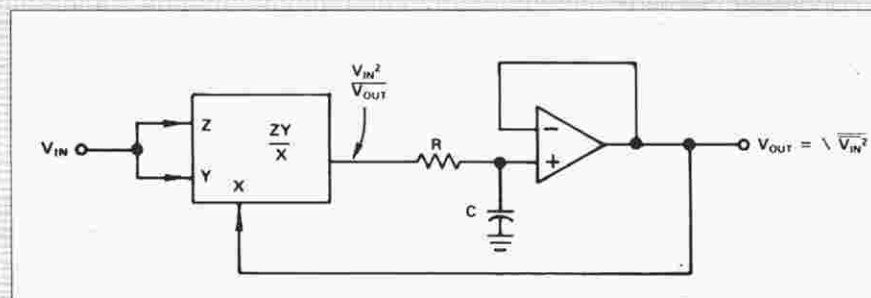 V_IN²
V_OUT
Z
ZY
X
V_IN
Y
X
R
−
+
C
V_OUT = \ V_IN²